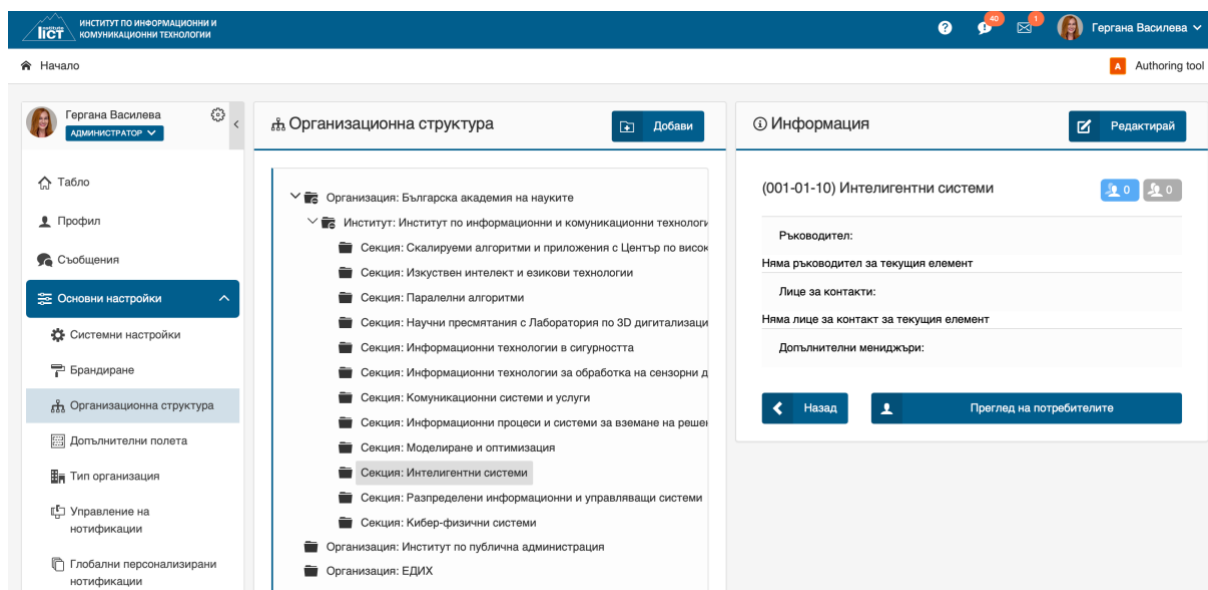 institute
IICT
ИНСТИТУТ ПО ИНФОРМАЦИОННИ И
КОМУНИКАЦИОННИ ТЕХНОЛОГИИ
40
1
Гергана Василева
Начало
A Authoring tool
Гергана Василева
АДМИНИСТРАТОР
Табло
Профил
Съобщения
Основни настройки
Системни настройки
Брандиране
Организационна структура
Допълнителни полета
Тип организация
Управление на
нотификации
Глобални персонализирани
нотификации
Организационна структура
Добави
Организация: Българска академия на науките
Институт: Институт по информационни и комуникационни технологи
Секция: Скалируеми алгоритми и приложения с Център по висок
Секция: Изкуствен интелект и езикови технологии
Секция: Паралелни алгоритми
Секция: Научни пресмятания с Лаборатория по 3D дигитализаци
Секция: Информационни технологии в сигурността
Секция: Информационни технологии за обработка на сензорни д
Секция: Комуникационни системи и услуги
Секция: Информационни процеси и системи за вземане на решен
Секция: Моделиране и оптимизация
Секция: Интелигентни системи
Секция: Разпределени информационни и управляващи системи
Секция: Кибер-физични системи
Организация: Институт по публична администрация
Организация: ЕДИХ
Информация
Редактирай
(001-01-10) Интелигентни системи
0 0
Ръководител:
Няма ръководител за текущия елемент
Лице за контакти:
Няма лице за контакт за текущия елемент
Допълнителни мениджъри:
Назад
Преглед на потребителите